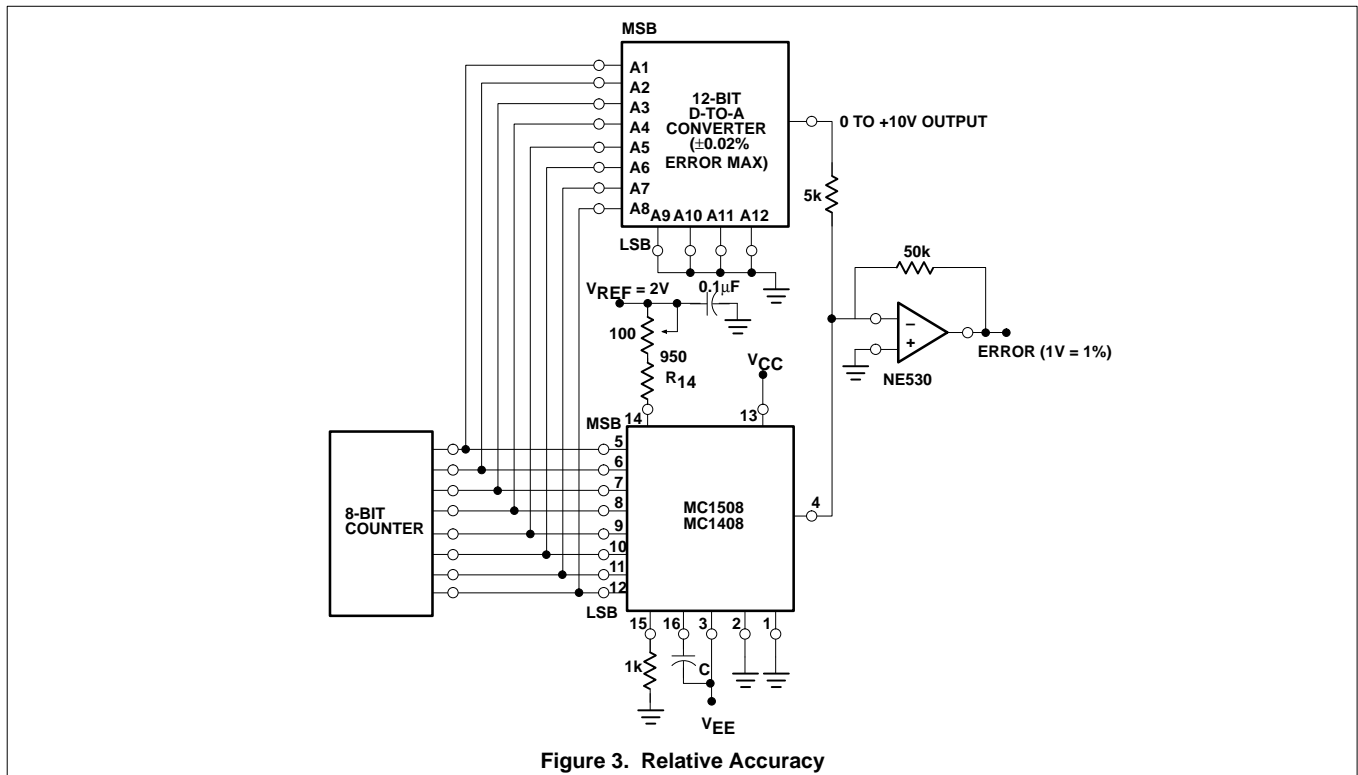 MSB
A1
A2
A3
A4
A5
A6
A7
A8
12-BIT
D-TO-A
CONVERTER
(±0.02%
ERROR MAX)
0 TO +10V OUTPUT
A9 A10 A11 A12
LSB
5k
50k
VREF = 2V
0.1µF
100
950
R14
VCC
–
+
NE530
ERROR (1V = 1%)
14
13
MSB
5
6
7
8
9
10
11
12
LSB
8-BIT
COUNTER
MC1508
MC1408
4
15
16
3
2
1
1k
C
VEE
Figure 3. Relative Accuracy